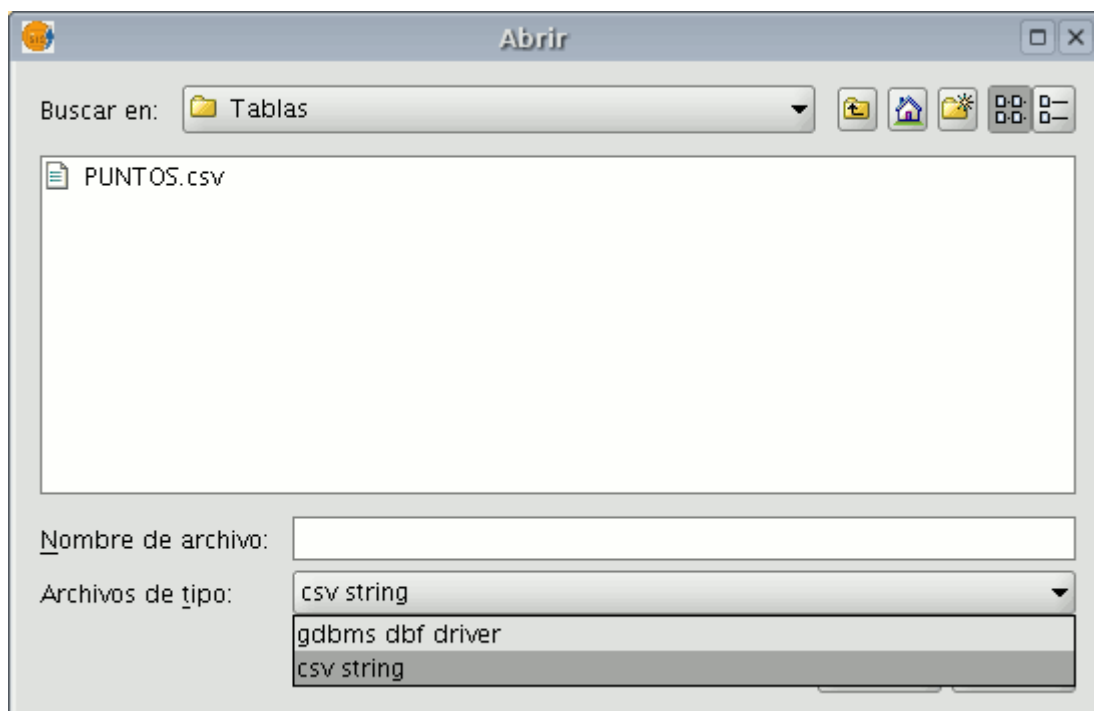 Abrir
Buscar en: Tablas
PUNTOS.csv
Nombre de archivo:
Archivos de tipo: csv string
gdbms dbf driver
csv string